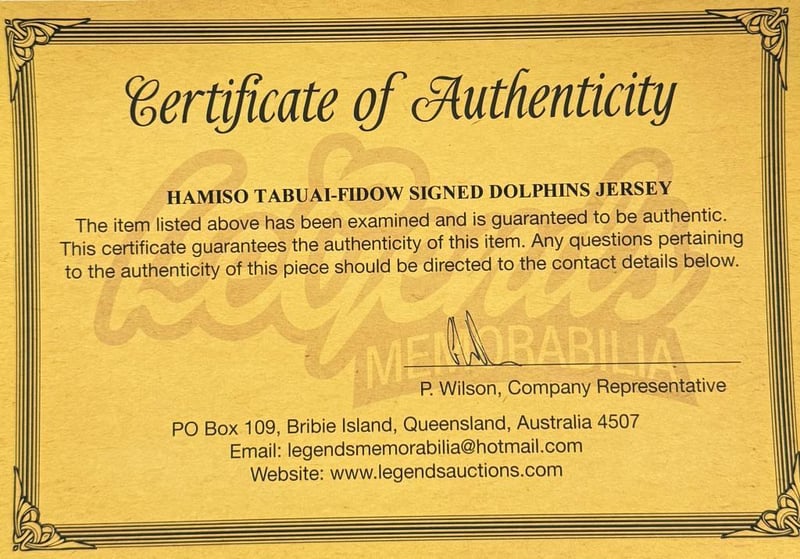 Certificate of Authenticity
HAMISO TABUAI-FIDOW SIGNED DOLPHINS JERSEY
The item listed above has been examined and is guaranteed to be authentic.
This certificate guarantees the authenticity of this item. Any questions pertaining
to the authenticity of this piece should be directed to the contact details below.
Legends
MEMORABILIA
P. Wilson, Company Representative
PO Box 109, Bribie Island, Queensland, Australia 4507
Email: legendsmemorabilia@hotmail.com
Website: www.legendsauctions.com